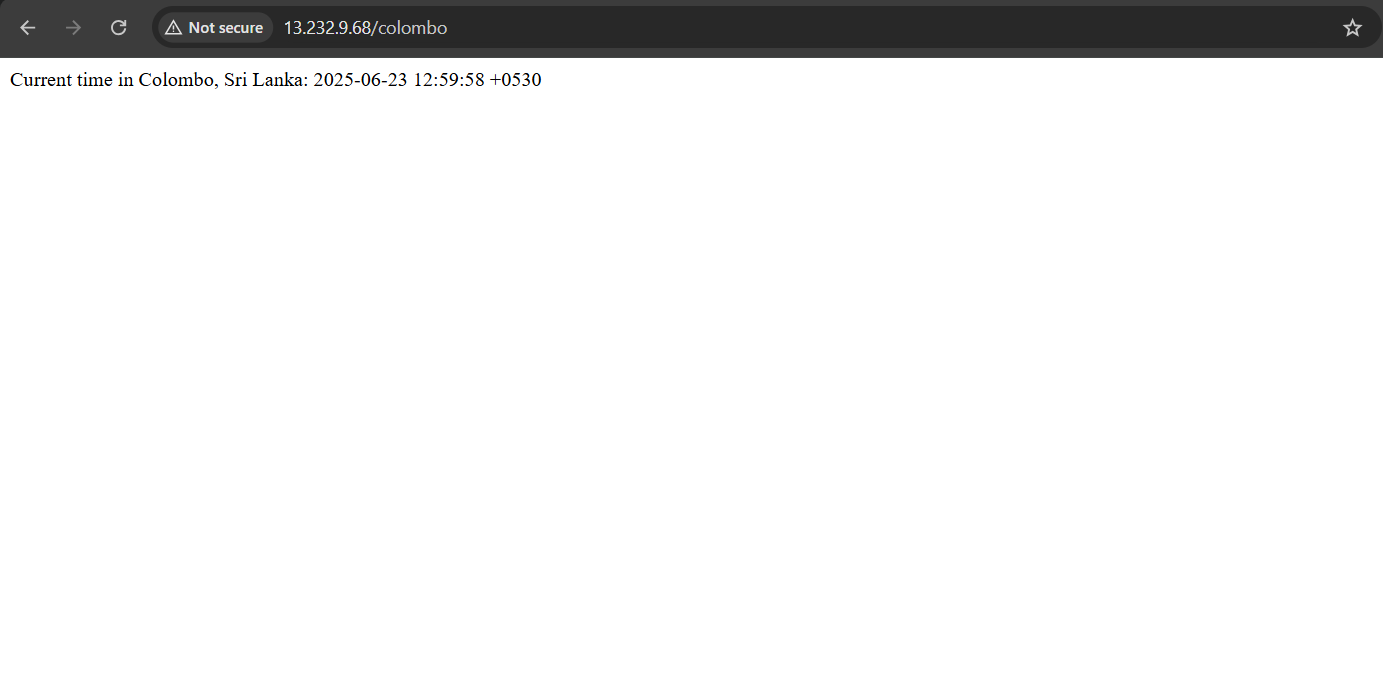 Not secure 13.232.9.68/colombo
Current time in Colombo, Sri Lanka: 2025-06-23 12:59:58 +0530